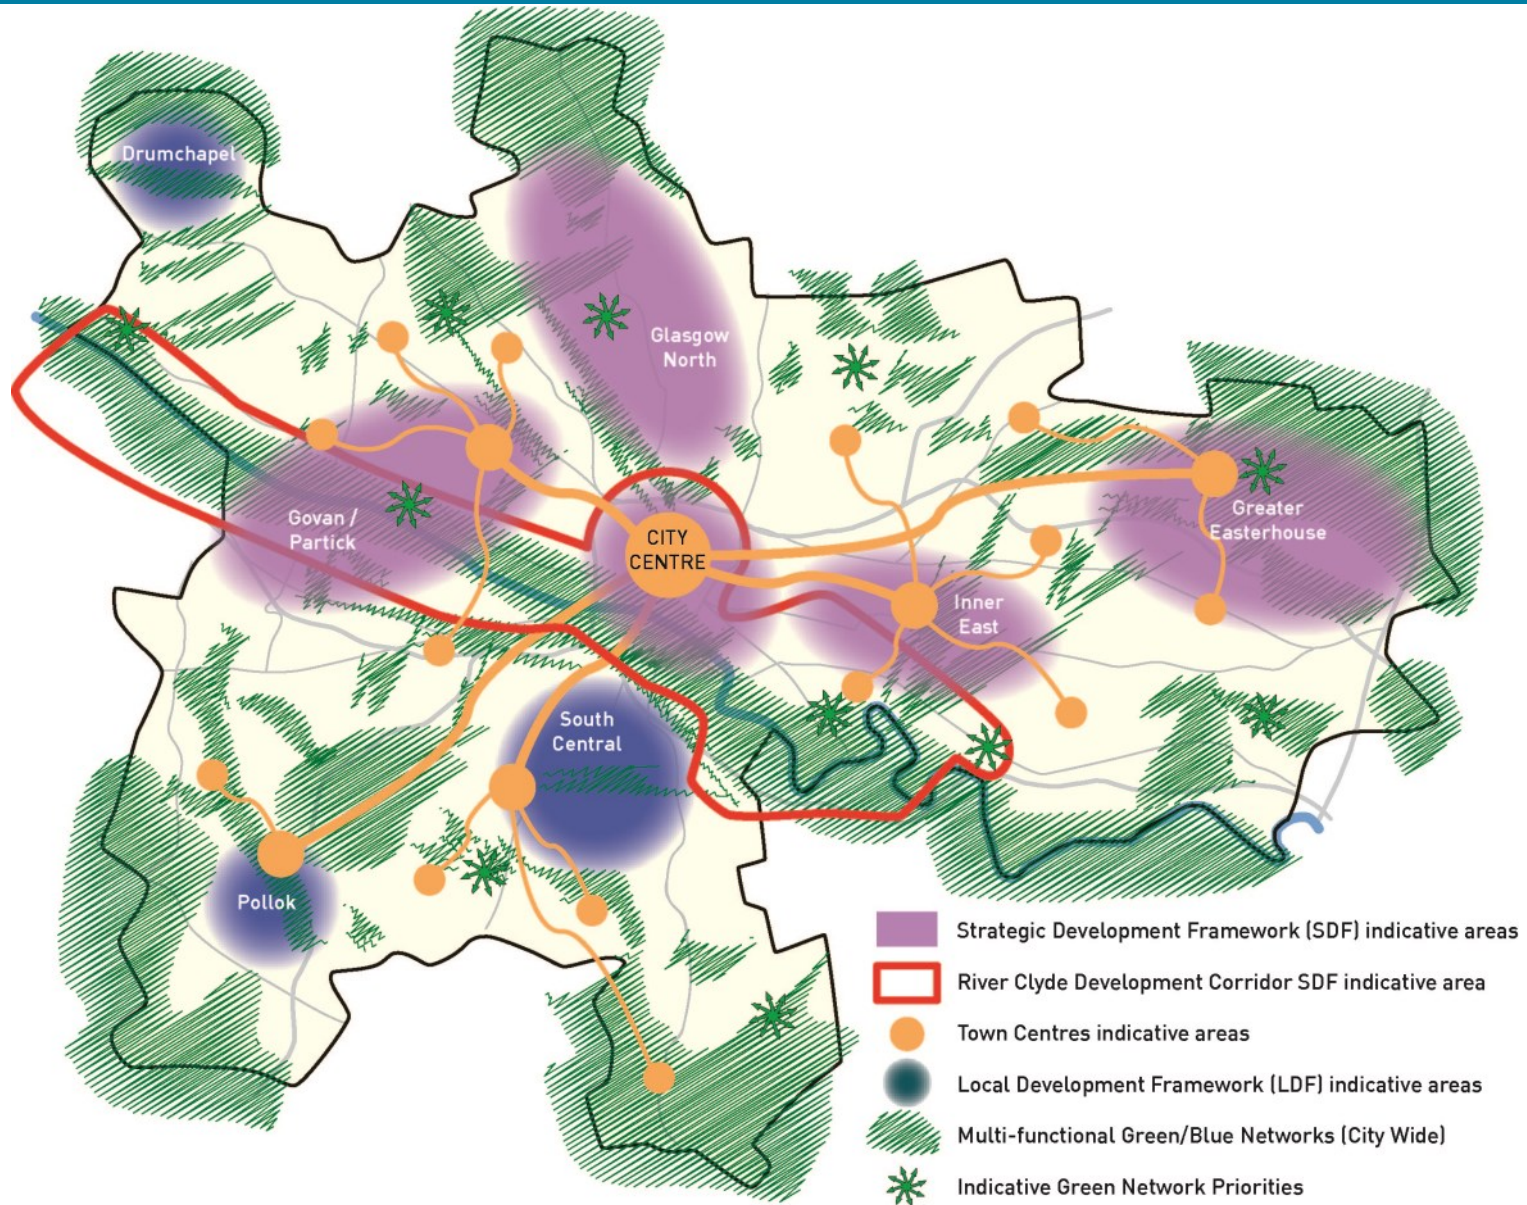 Drumchapel
Glasgow
North
Govan /
Partick
CITY
CENTRE
Greater
Easterhouse
Inner
East
South
Central
Pollok
Strategic Development Framework (SDF) indicative areas
River Clyde Development Corridor SDF indicative area
Town Centres indicative areas
Local Development Framework (LDF) indicative areas
Multi-functional Green/Blue Networks (City Wide)
Indicative Green Network Priorities